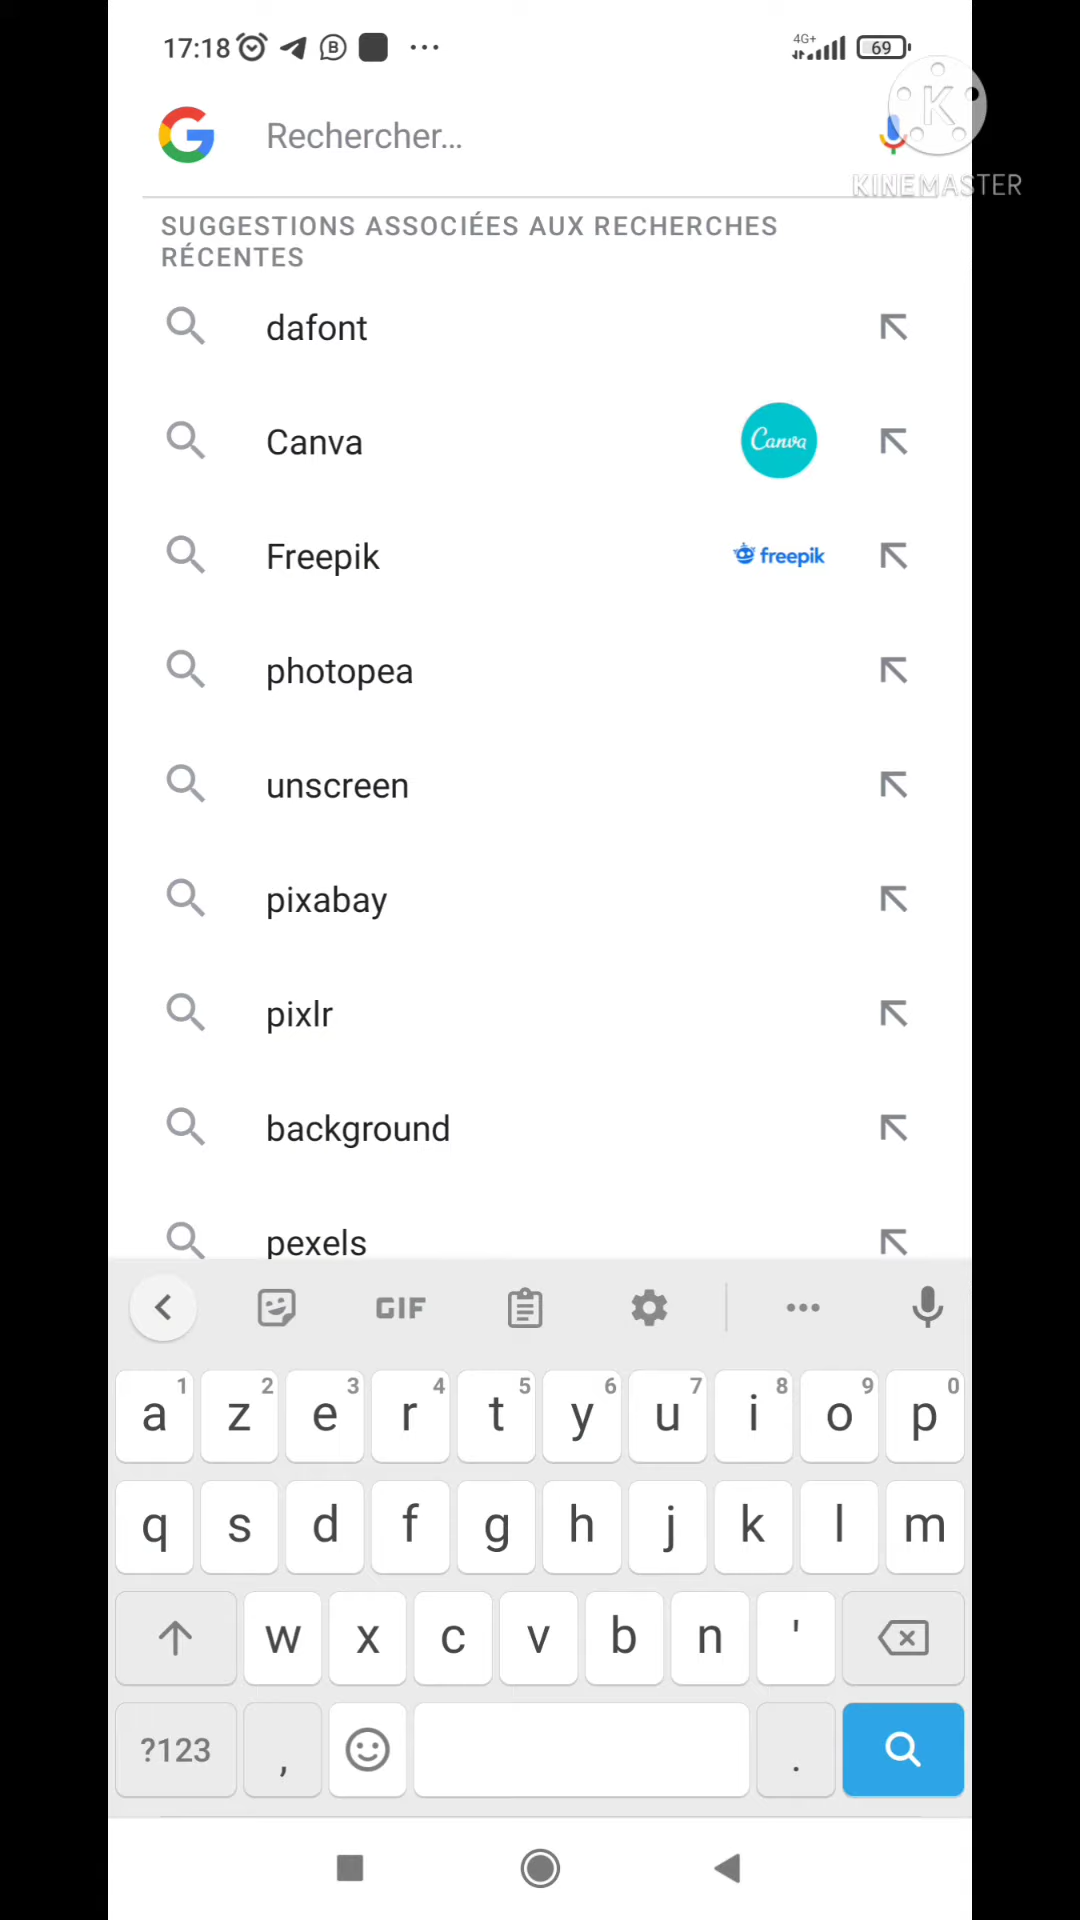 17:18
4G+
69
Rechercher...
K
KINEMASTER
SUGGESTIONS ASSOCIÉES AUX RECHERCHES
RÉCENTES
dafont
Canva
Canva
Freepik
freepik
photopea
unscreen
pixabay
pixlr
background
pexels
GIF
1 2 3 4 5 6 7 8 9 0
a z e r t y u i o p
q s d f g h j k l m
w x c v b n '
?123 , .